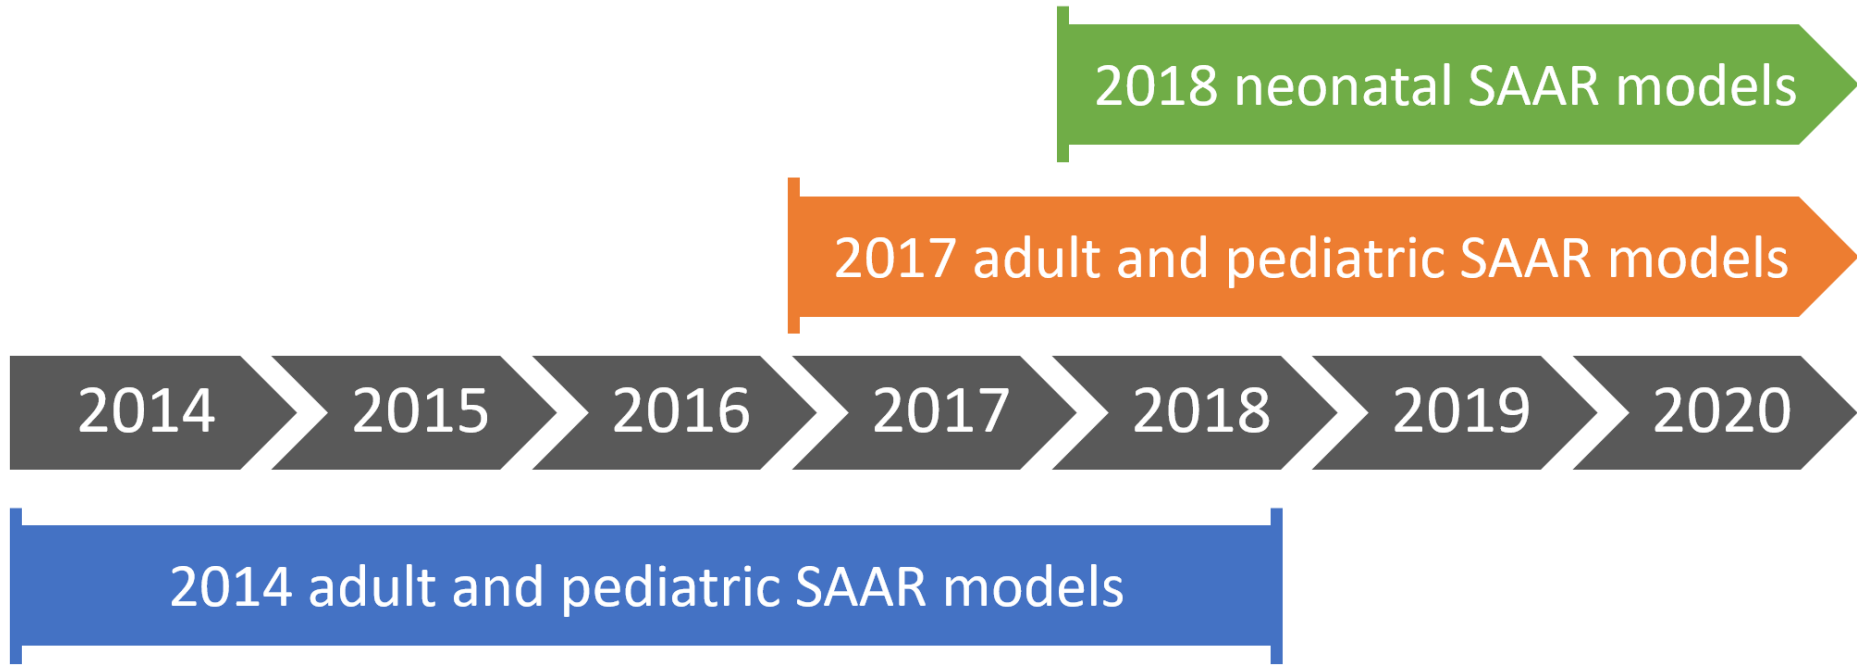 2018 neonatal SAAR models
2017 adult and pediatric SAAR models
2014 2015 2016 2017 2018 2019 2020
2014 adult and pediatric SAAR models